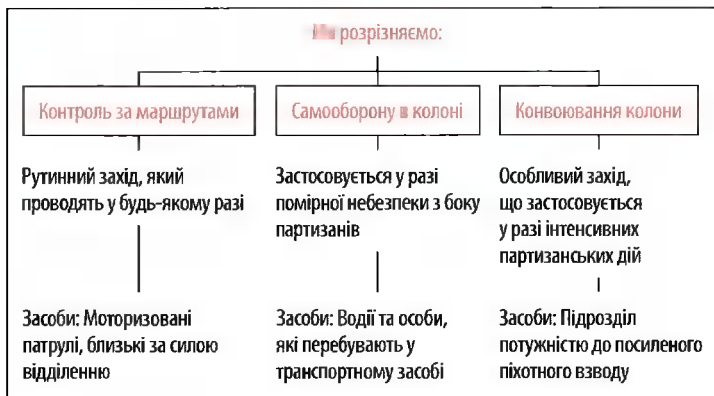 розрізняємо:
Контроль за маршрутами
Рутинний захід, який
проводять у будь-якому разі
Засоби: Моторизовані
патрулі, близькі за силою
відділенню
Самооборону в колоні
Застосовується у разі
помірної небезпеки з боку
партизанів
Засоби: Водії та особи,
які перебувають у
транспортному засобі
Конвоювання колони
Особливий захід,
що застосовується
у разі інтенсивних
партизанських дій
Засоби: Підрозділ
потужністю до посиленого
піхотного взводу